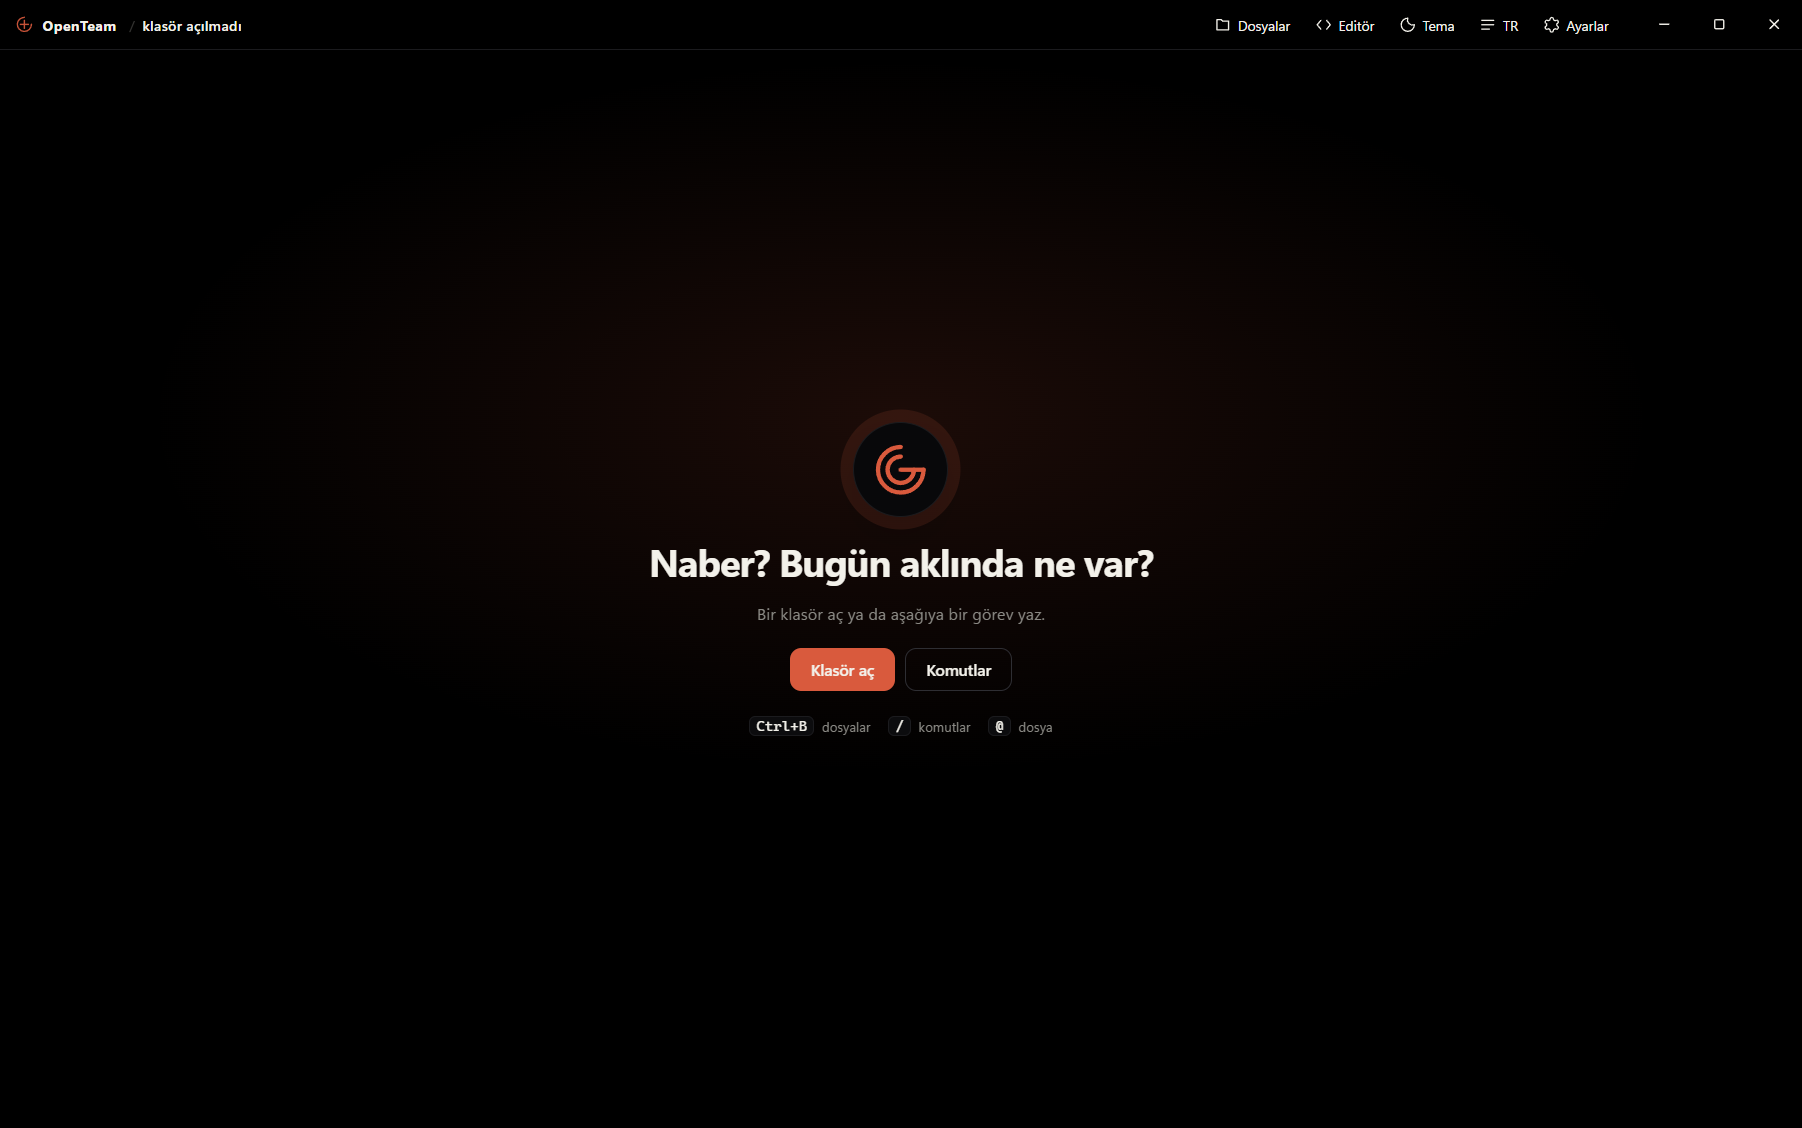 OpenTeam / klasör açılmadı
Dosyalar Editör Tema TR Ayarlar
Naber? Bugün aklında ne var?
Bir klasör aç ya da aşağıya bir görev yaz.
Klasör aç Komutlar
Ctrl+B dosyalar / komutlar @ dosya